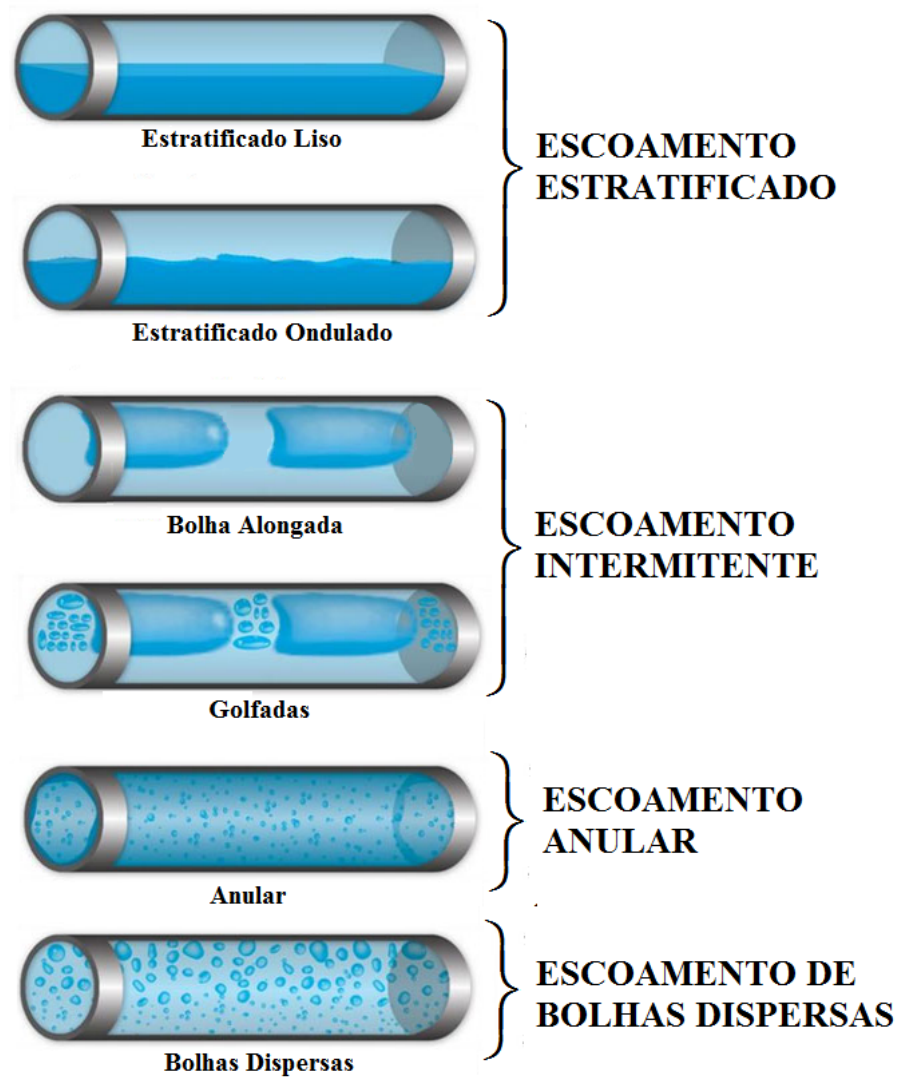 Estratificado Liso
ESCOAMENTO
ESTRATIFICADO
Estratificado Ondulado
Bolha Alongada
ESCOAMENTO
INTERMITENTE
Golfadas
ESCOAMENTO
ANULAR
Anular
ESCOAMENTO DE
BOLHAS DISPERSAS
Bolhas Dispersas